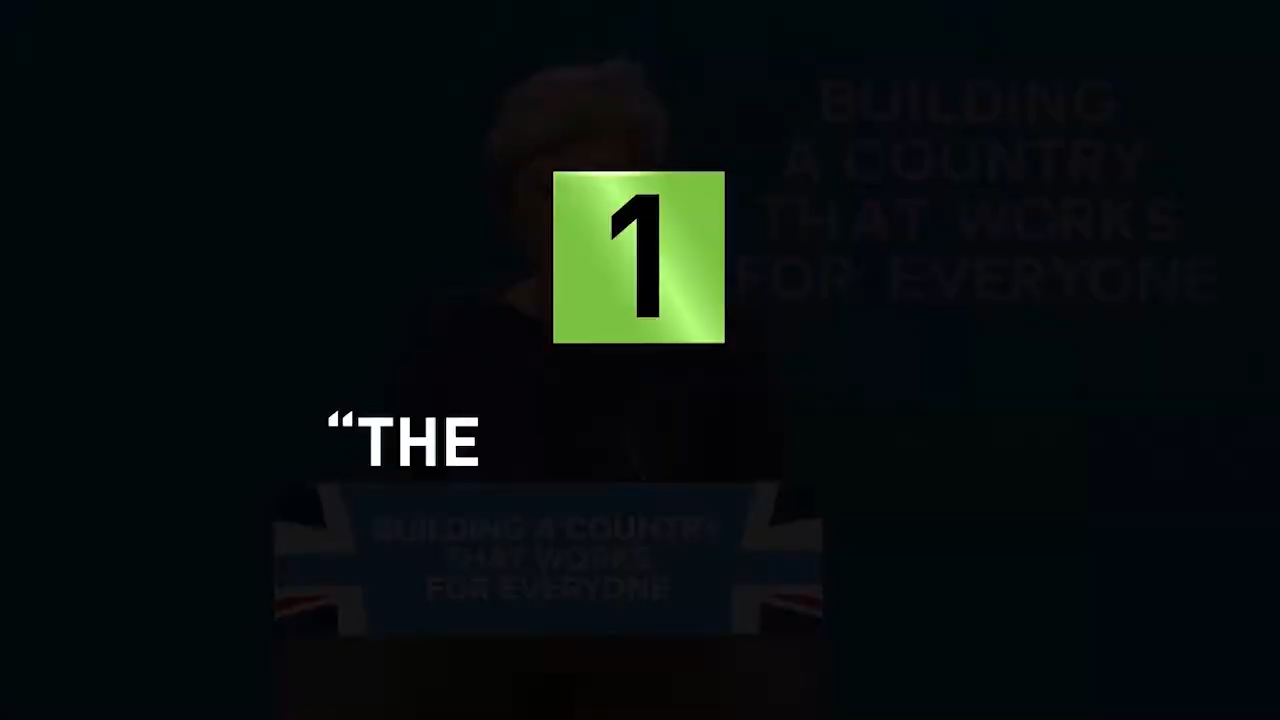 BUILDING
A COUNTRY
THAT WORKS
FOR EVERYONE
1
“THE
BUILDING A COUNTRY
THAT WORKS
FOR EVERYONE